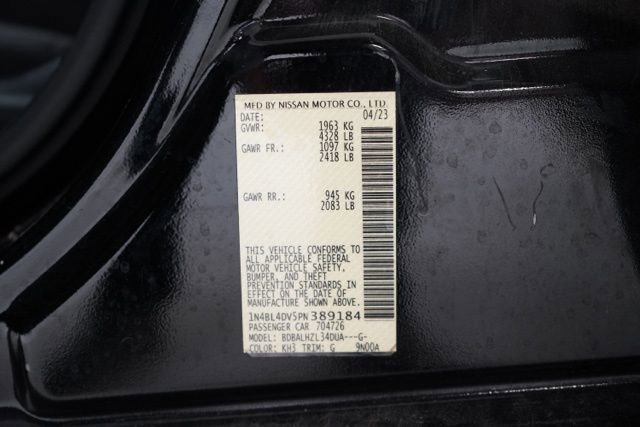 MFD BY NISSAN MOTOR CO., LTD.
DATE: 04/23
GVWR: 1963 KG
4328 LB
GAWR FR.: 1097 KG
2418 LB
GAWR RR.: 945 KG
2083 LB
THIS VEHICLE CONFORMS TO
ALL APPLICABLE FEDERAL
MOTOR VEHICLE SAFETY,
BUMPER, AND THEFT
PREVENTION STANDARDS IN
EFFECT ON THE DATE OF
MANUFACTURE SHOWN ABOVE.
1N4BL4DV5PN389184
PASSENGER CAR 704726
MODEL: BDBALHZL34DUA---G-
COLOR: KH3 TRIM: G 9N00A